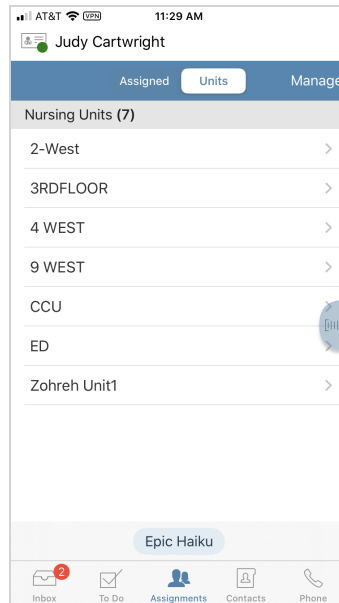 AT&T VPN 11:29 AM
Judy Cartwright
Assigned Units Manage
Nursing Units (7)
2-West
3RDFLOOR
4 WEST
9 WEST
CCU
ED
Zohreh Unit1
Epic Haiku
2
Inbox To Do Assignments Contacts Phone